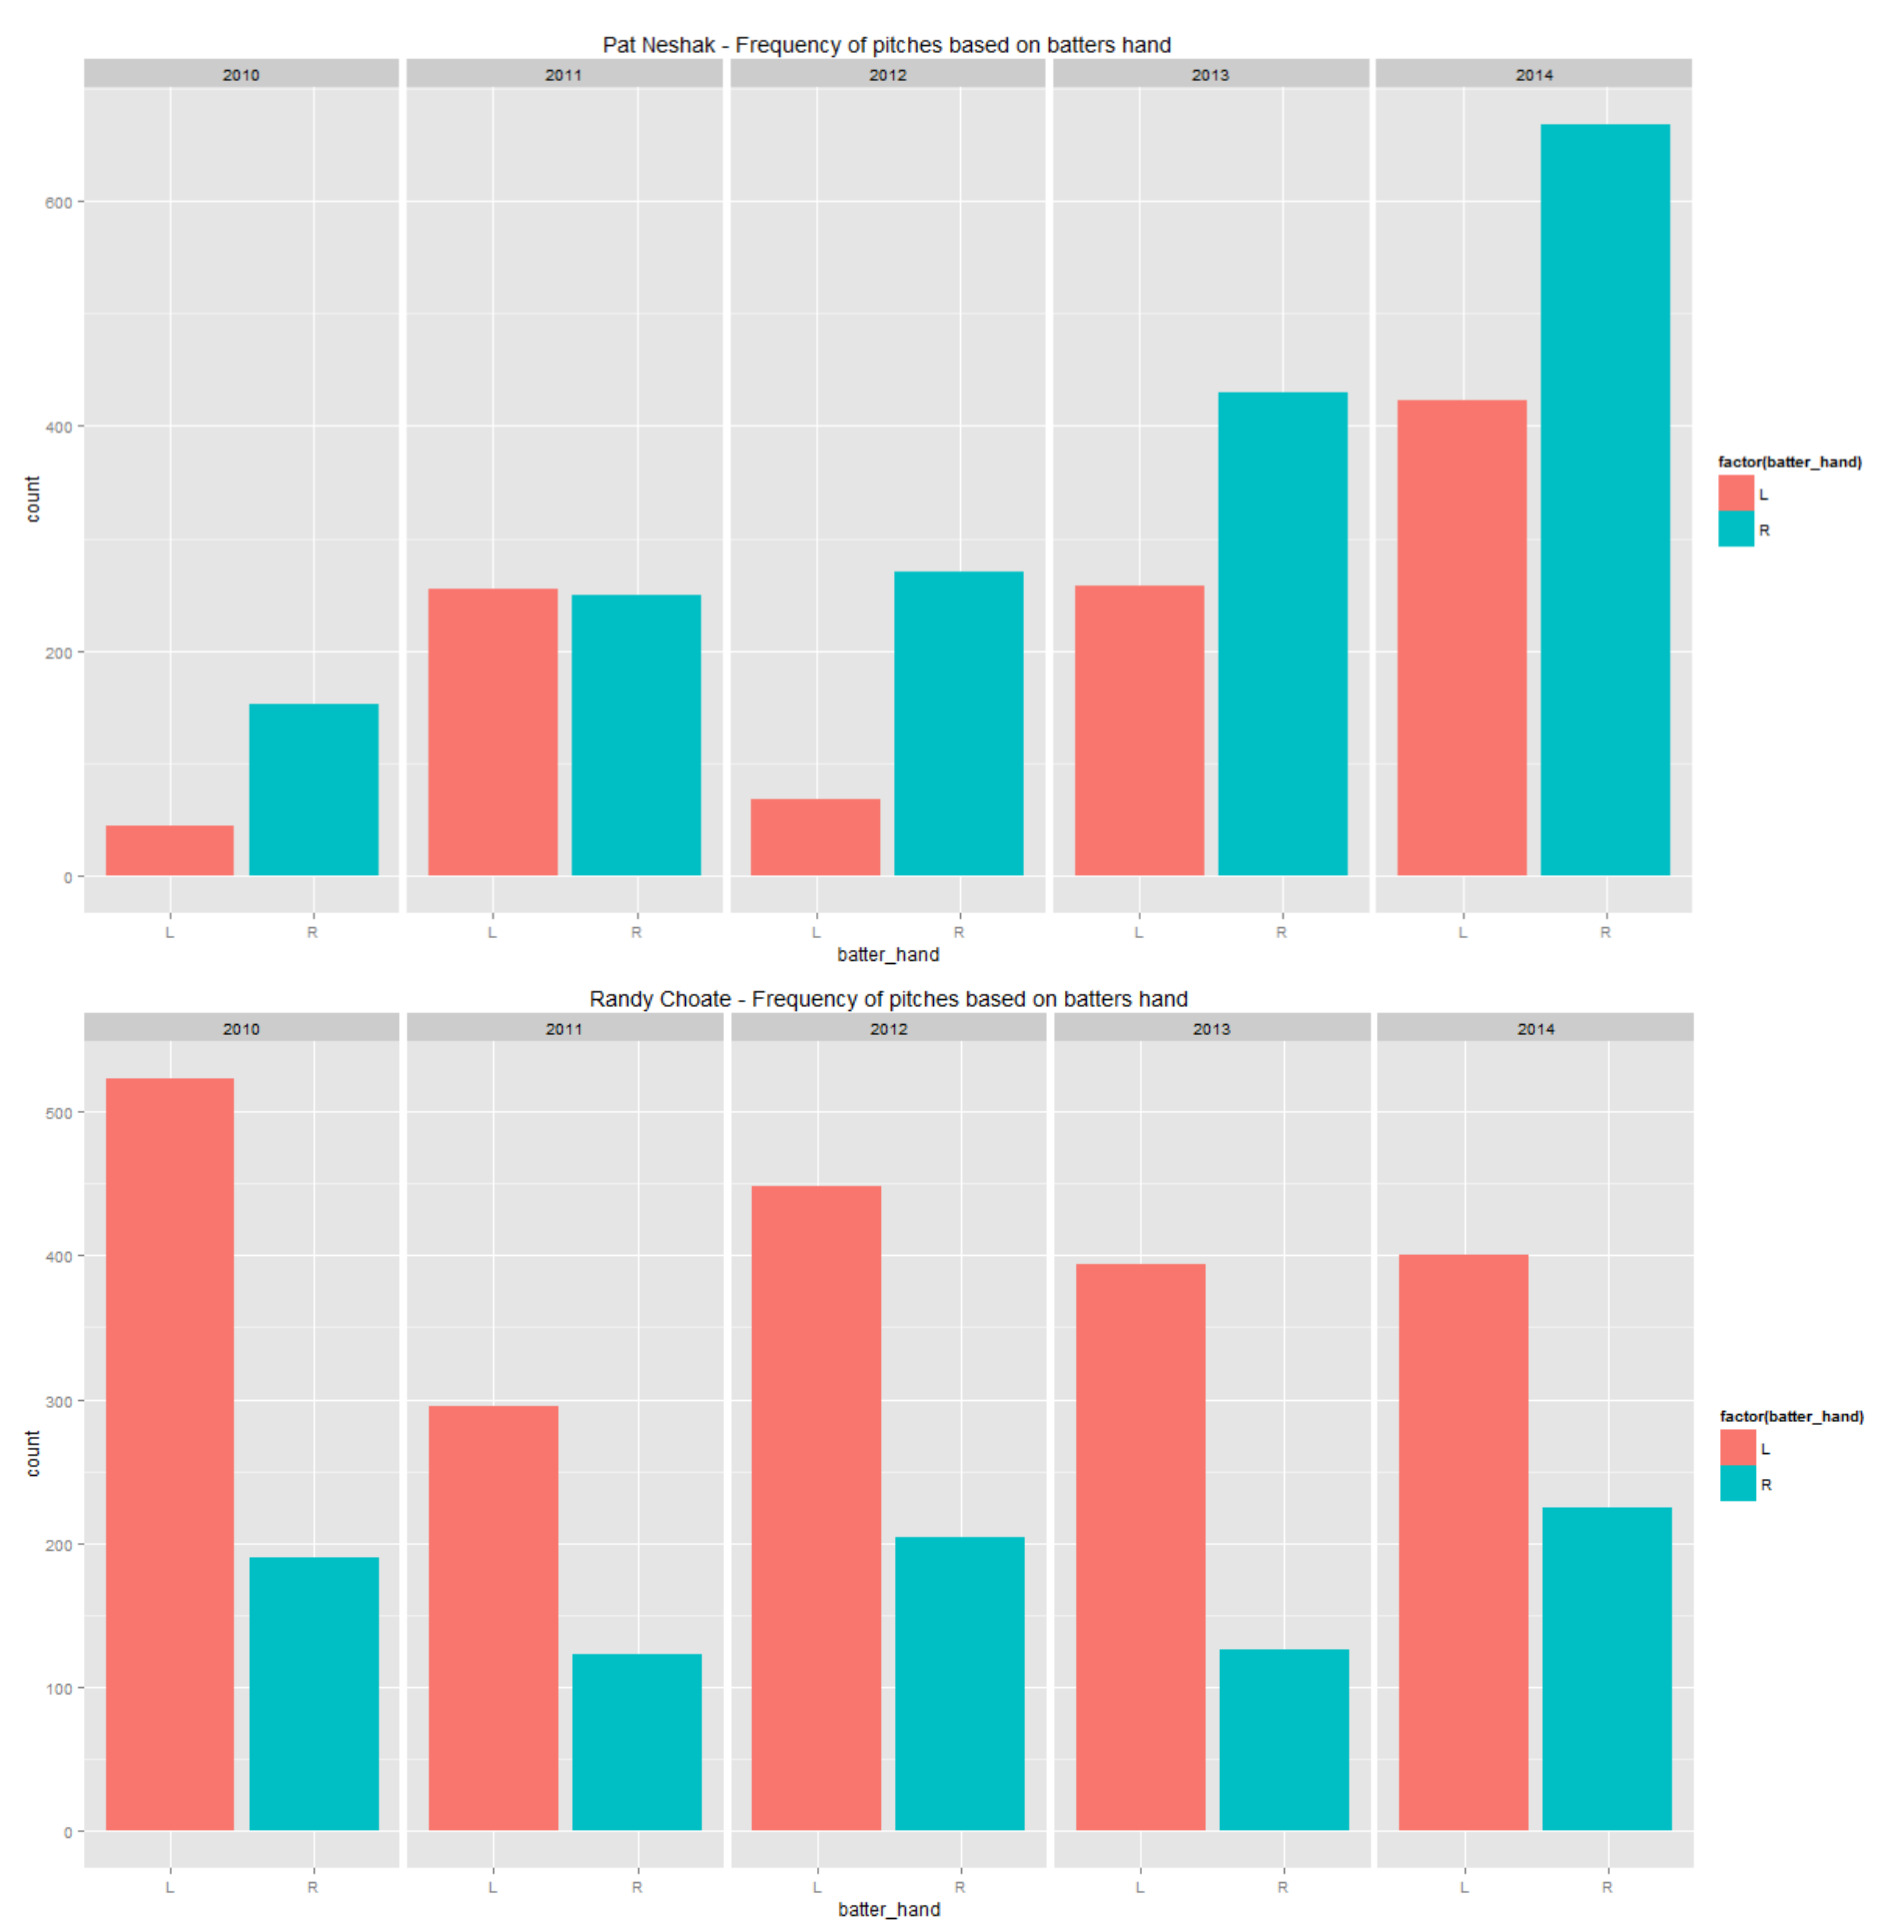 Pat Neshak - Frequency of pitches based on batters hand
2010 2011 2012 2013 2014
600
400
200
0
count
L R L R L R L R L R
batter_hand
factor(batter_hand)
L
R
Randy Choate - Frequency of pitches based on batters hand
2010 2011 2012 2013 2014
500
400
300
200
100
0
count
L R L R L R L R L R
batter_hand
factor(batter_hand)
L
R